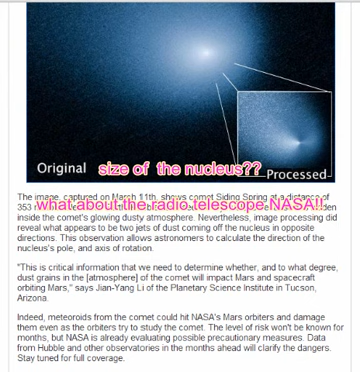 Original
Processed
size of the nucleus??
The image, captured on March 11th, shows comet Siding Spring at a distance of
what about the radio telescope NASA!!
353
inside the comet's glowing dusty atmosphere. Nevertheless, image processing did
reveal what appears to be two jets of dust coming off the nucleus in opposite
directions. This observation allows astronomers to calculate the direction of the
nucleus's pole, and axis of rotation.
"This is critical information that we need to determine whether, and to what degree,
dust grains in the [atmosphere] of the comet will impact Mars and spacecraft
orbiting Mars," says Jian-Yang Li of the Planetary Science Institute in Tucson,
Arizona.
Indeed, meteoroids from the comet could hit NASA's Mars orbiters and damage
them even as the orbiters try to study the comet. The level of risk won't be known for
months, but NASA is already evaluating possible precautionary measures. Data
from Hubble and other observatories in the months ahead will clarify the dangers.
Stay tuned for full coverage.